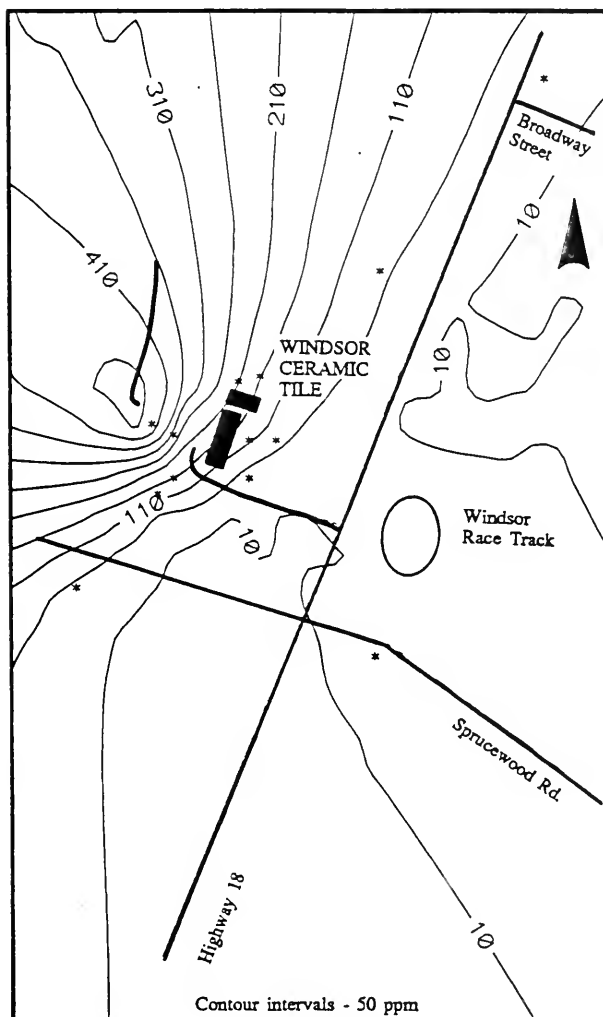 310
210
110
Broadway
Street
10
410
WINDSOR
CERAMIC
TILE
10
110
10
Windsor
Race Track
Sprucewood Rd.
Highway 18
10
Contour intervals - 50 ppm